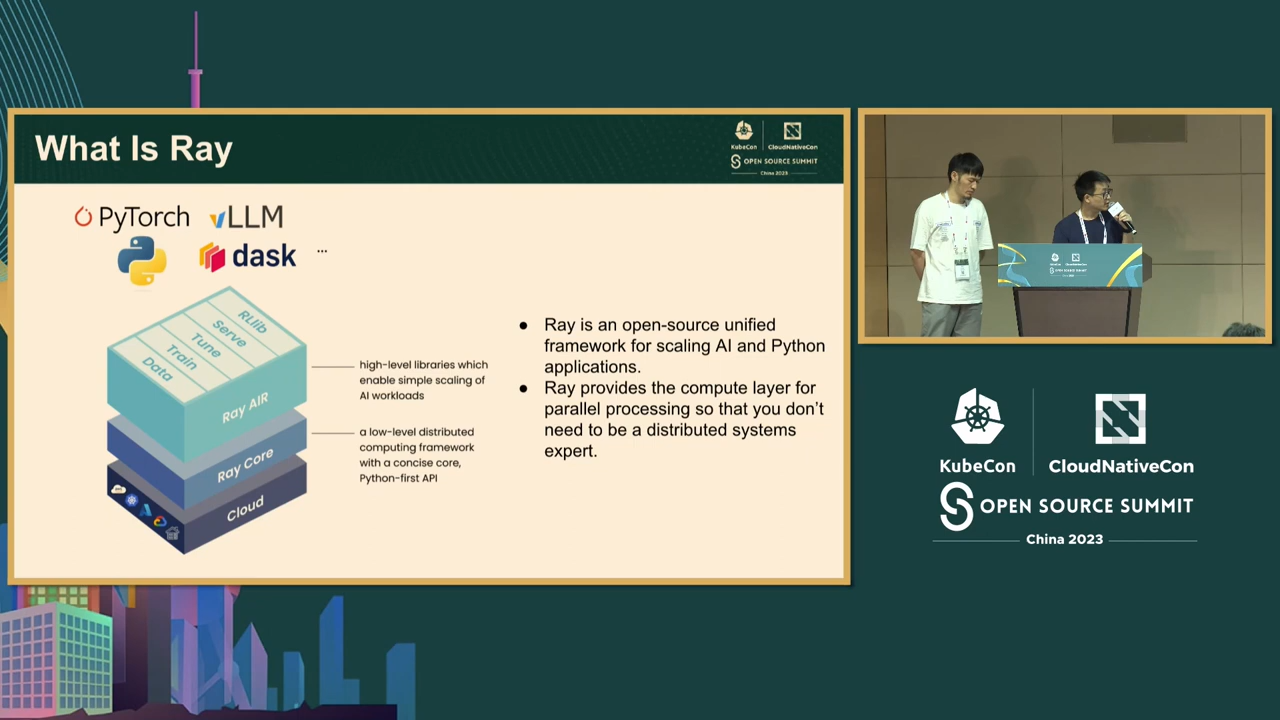 What Is Ray
KubeCon
CloudNativeCon
OPEN SOURCE SUMMIT
China 2023
PyTorch
vLLM
dask
...
RLlib
Serve
Tune
Train
Data
Ray AIR
Ray Core
Cloud
high-level libraries which
enable simple scaling of
AI workloads
a low-level distributed
computing framework
with a concise core,
Python-first API
● Ray is an open-source unified
framework for scaling AI and Python
applications.
● Ray provides the compute layer for
parallel processing so that you don't
need to be a distributed systems
expert.
KubeCon
CloudNativeCon
OPEN SOURCE SUMMIT
China 2023